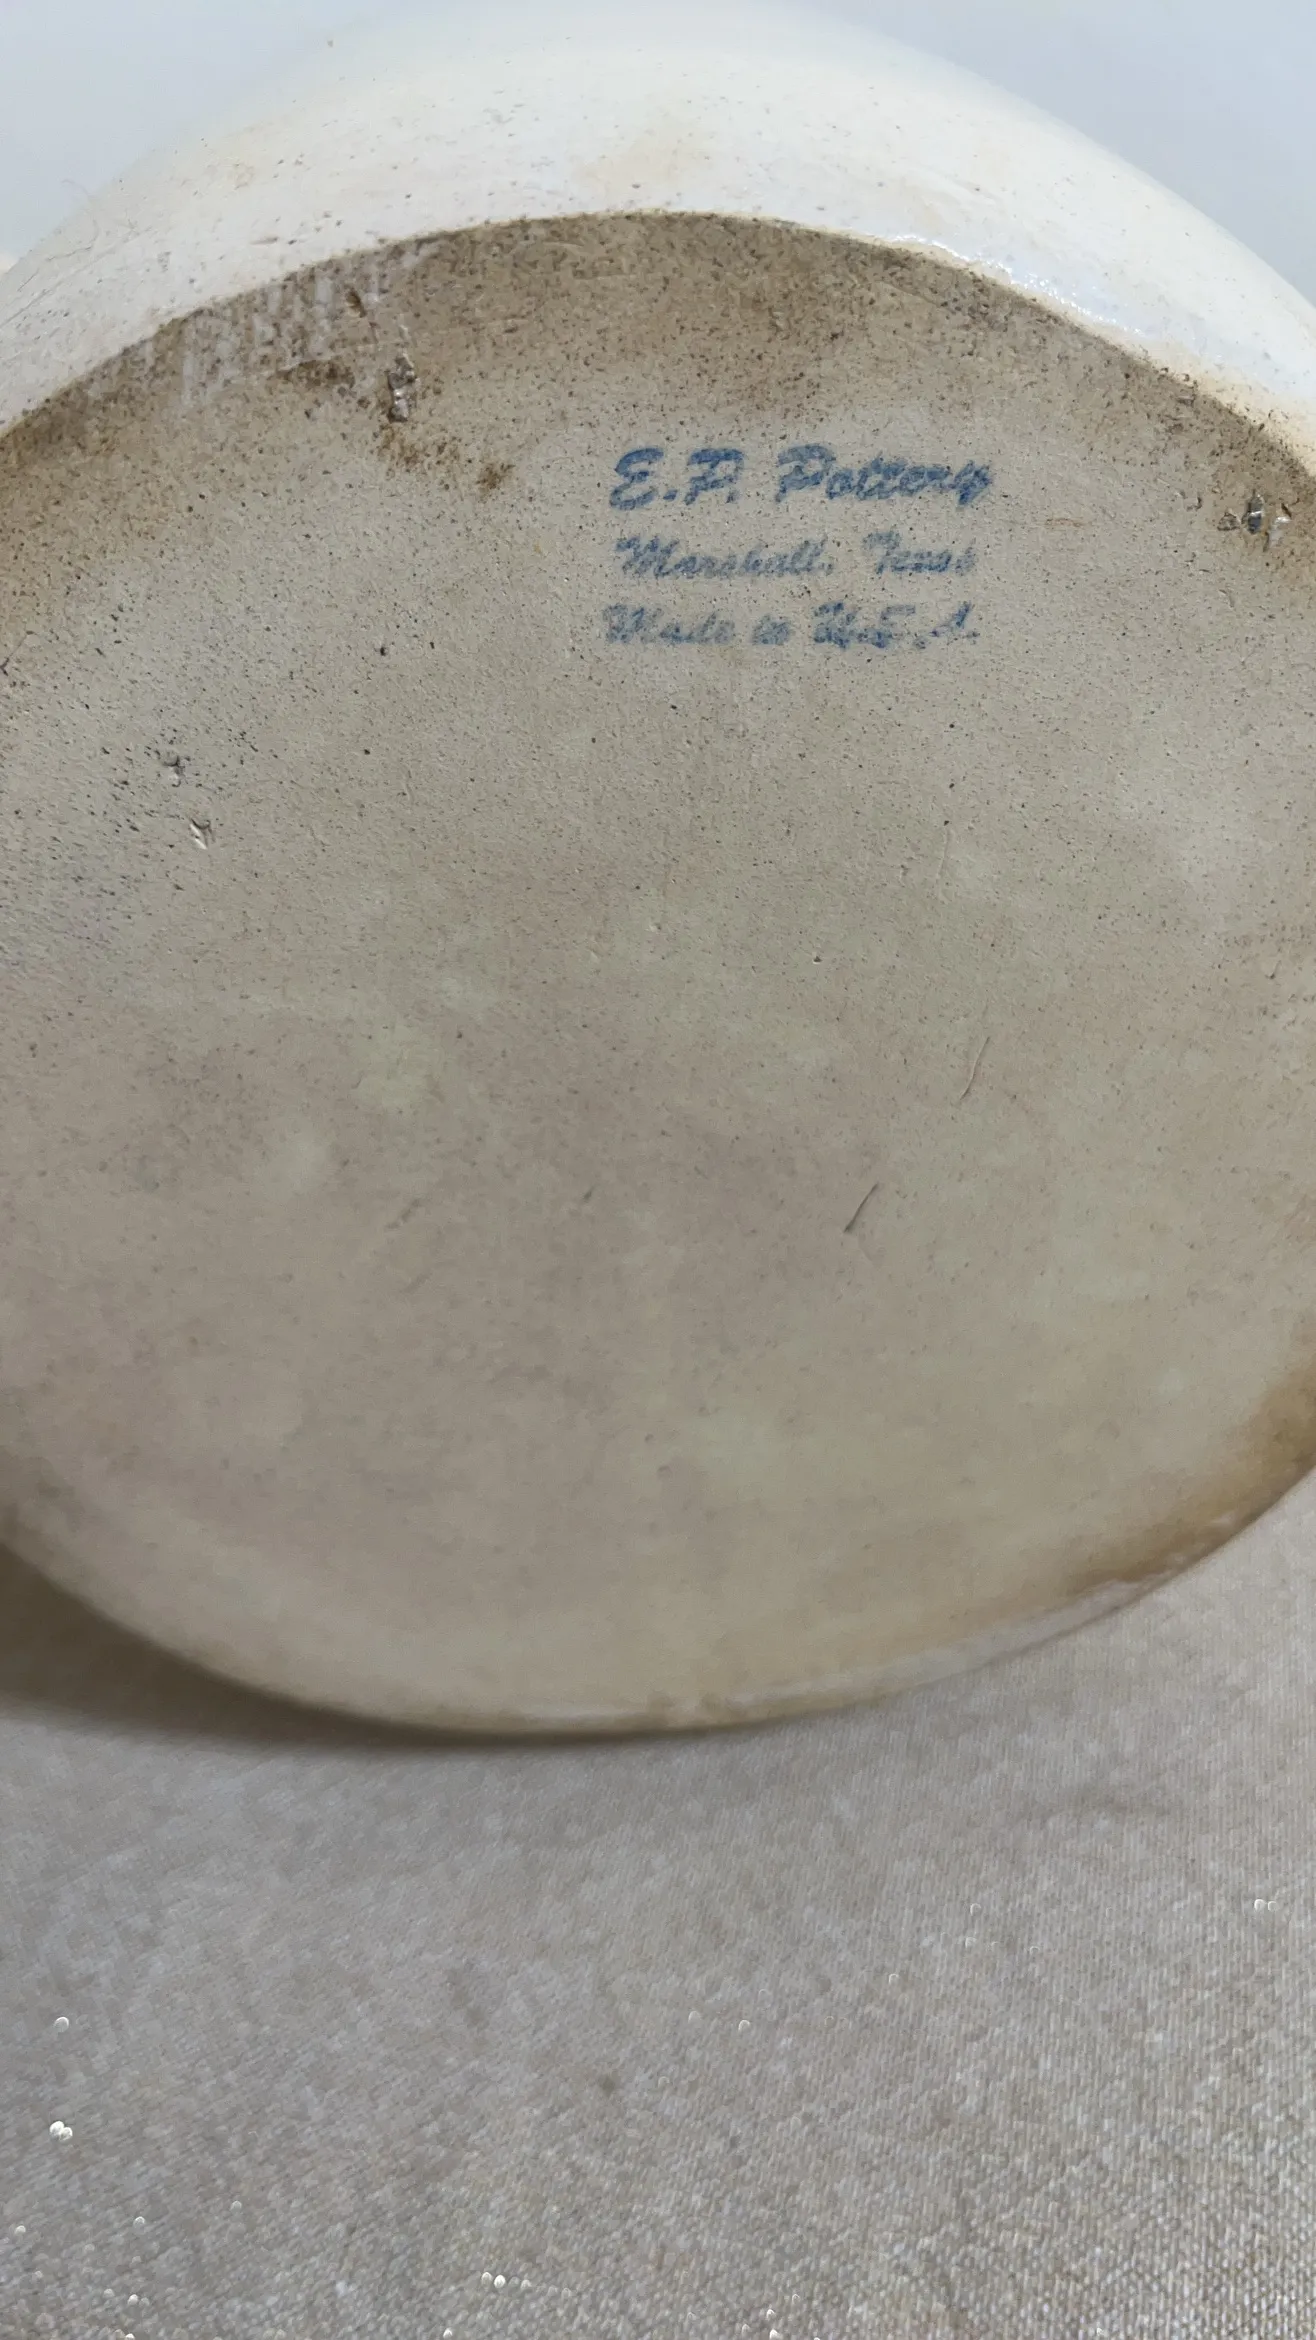 E.P. Pottery
Marshall, Texas
Made in U.S.A.